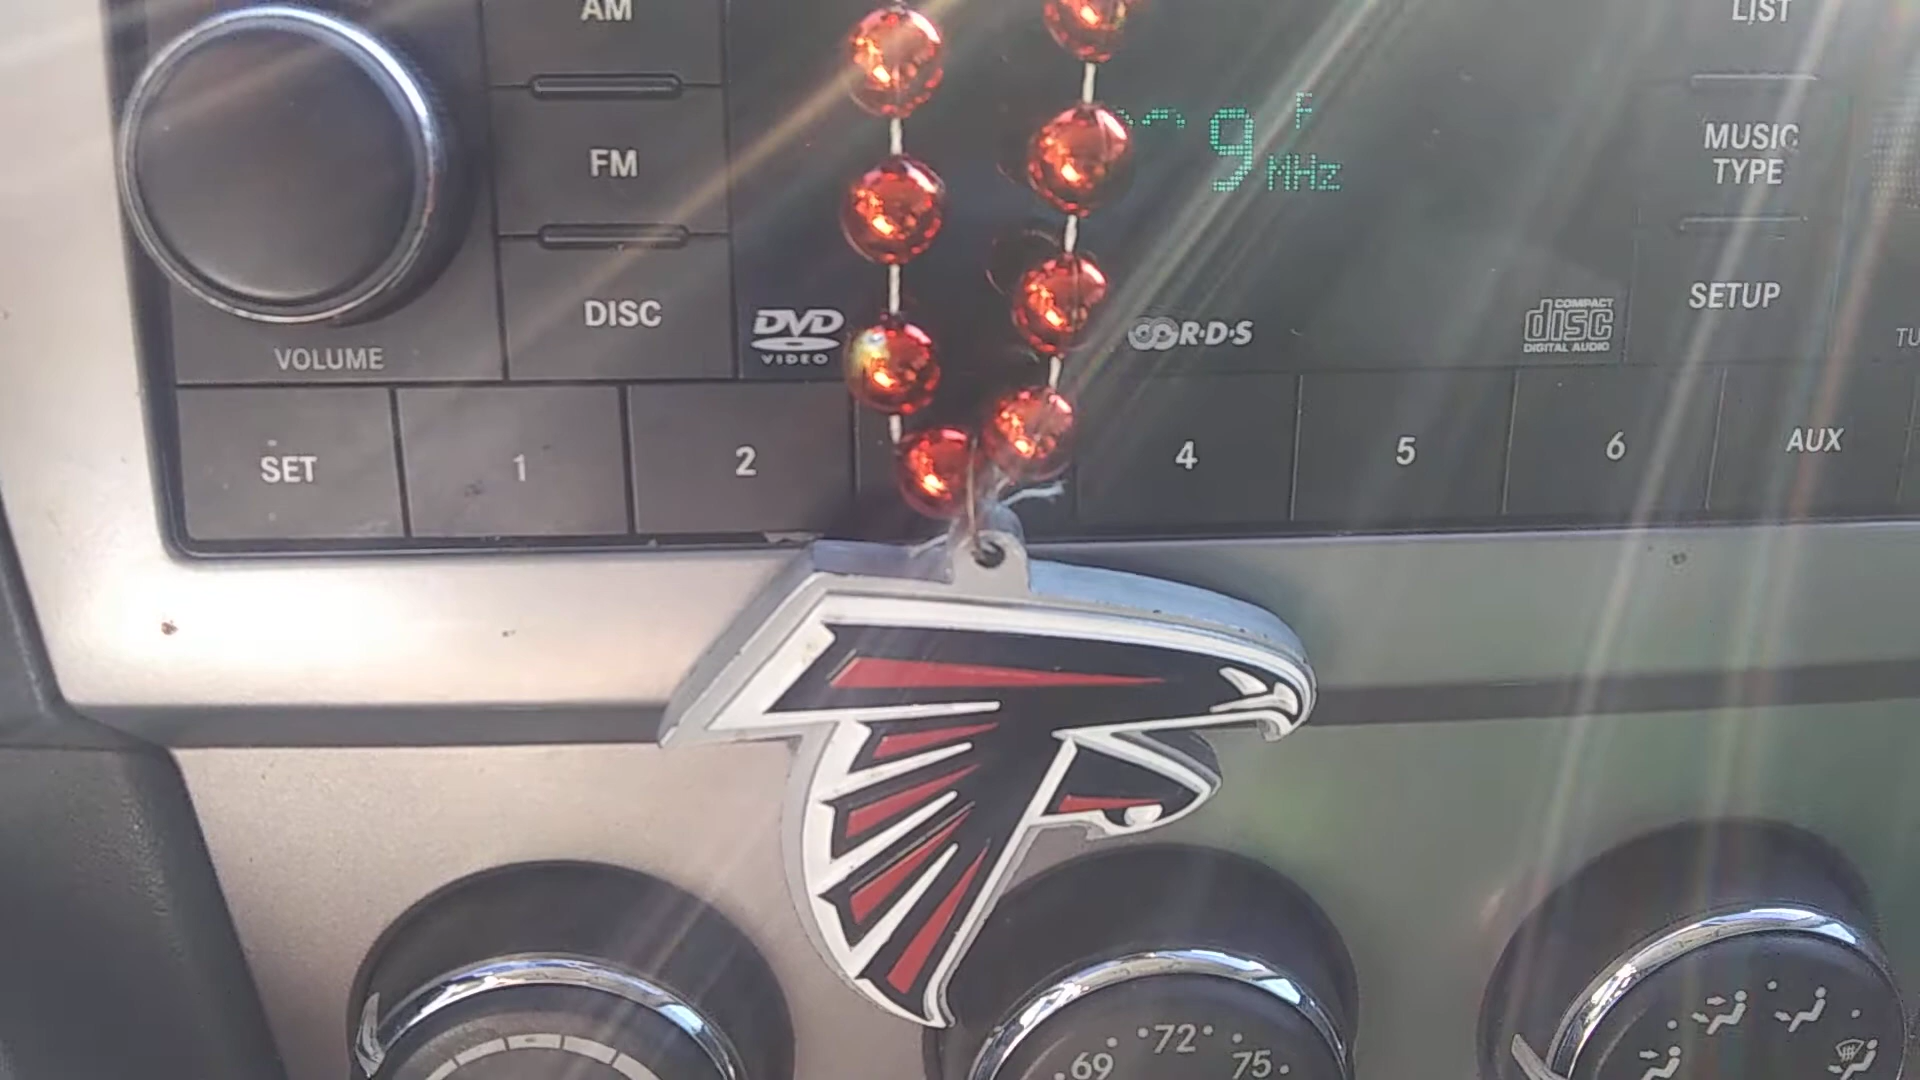 AM
LIST
F
9
MHz
FM
MUSIC
TYPE
DISC
DVD
VIDEO
R·D·S
COMPACT
disc
DIGITAL AUDIO
SETUP
VOLUME
SET
1
2
4
5
6
AUX
69
72
75